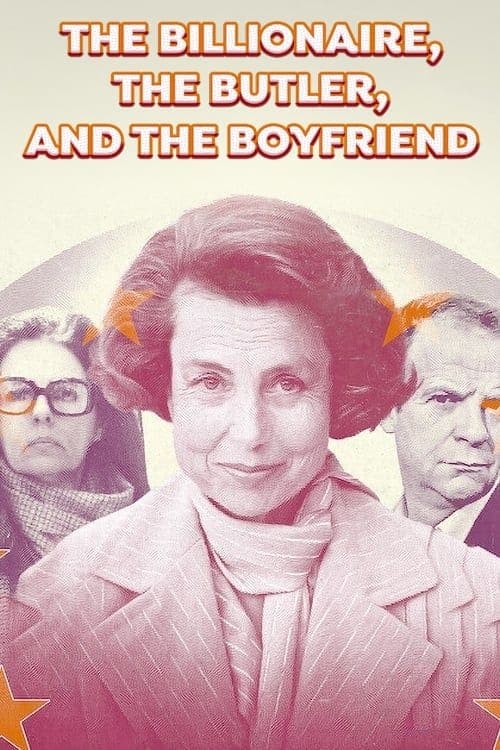 THE BILLIONAIRE,
THE BUTLER,
AND THE BOYFRIEND